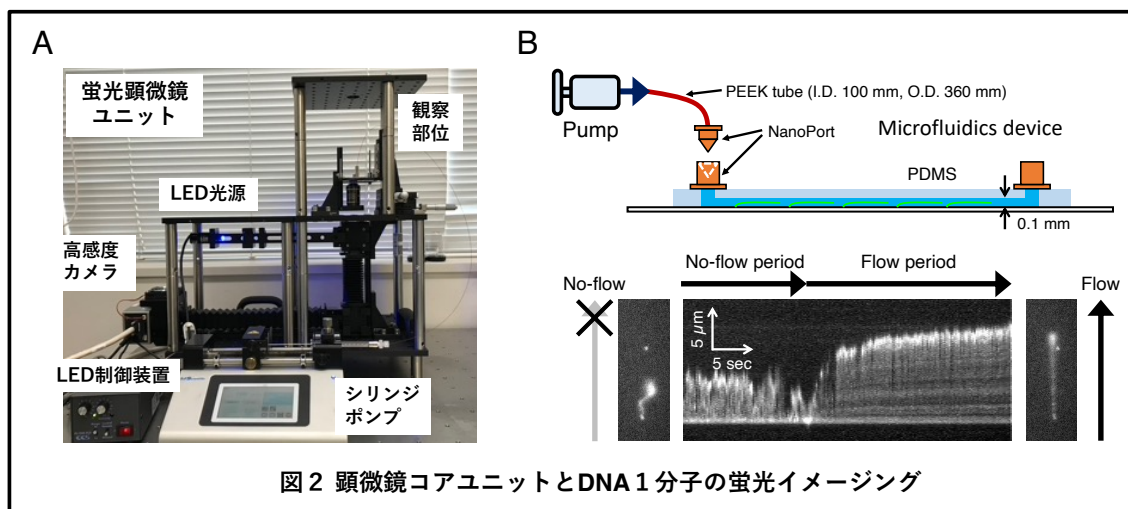 A
蛍光顕微鏡
ユニット
観察
部位
LED光源
高感度
カメラ
LED制御装置
シリンジ
ポンプ
B
PEEK tube (I.D. 100 mm, O.D. 360 mm)
Pump
NanoPort
Microfluidics device
PDMS
0.1 mm
No-flow period
Flow period
No-flow
Flow
5 µm
5 sec
図2 顕微鏡コアユニットとDNA1分子の蛍光イメージング